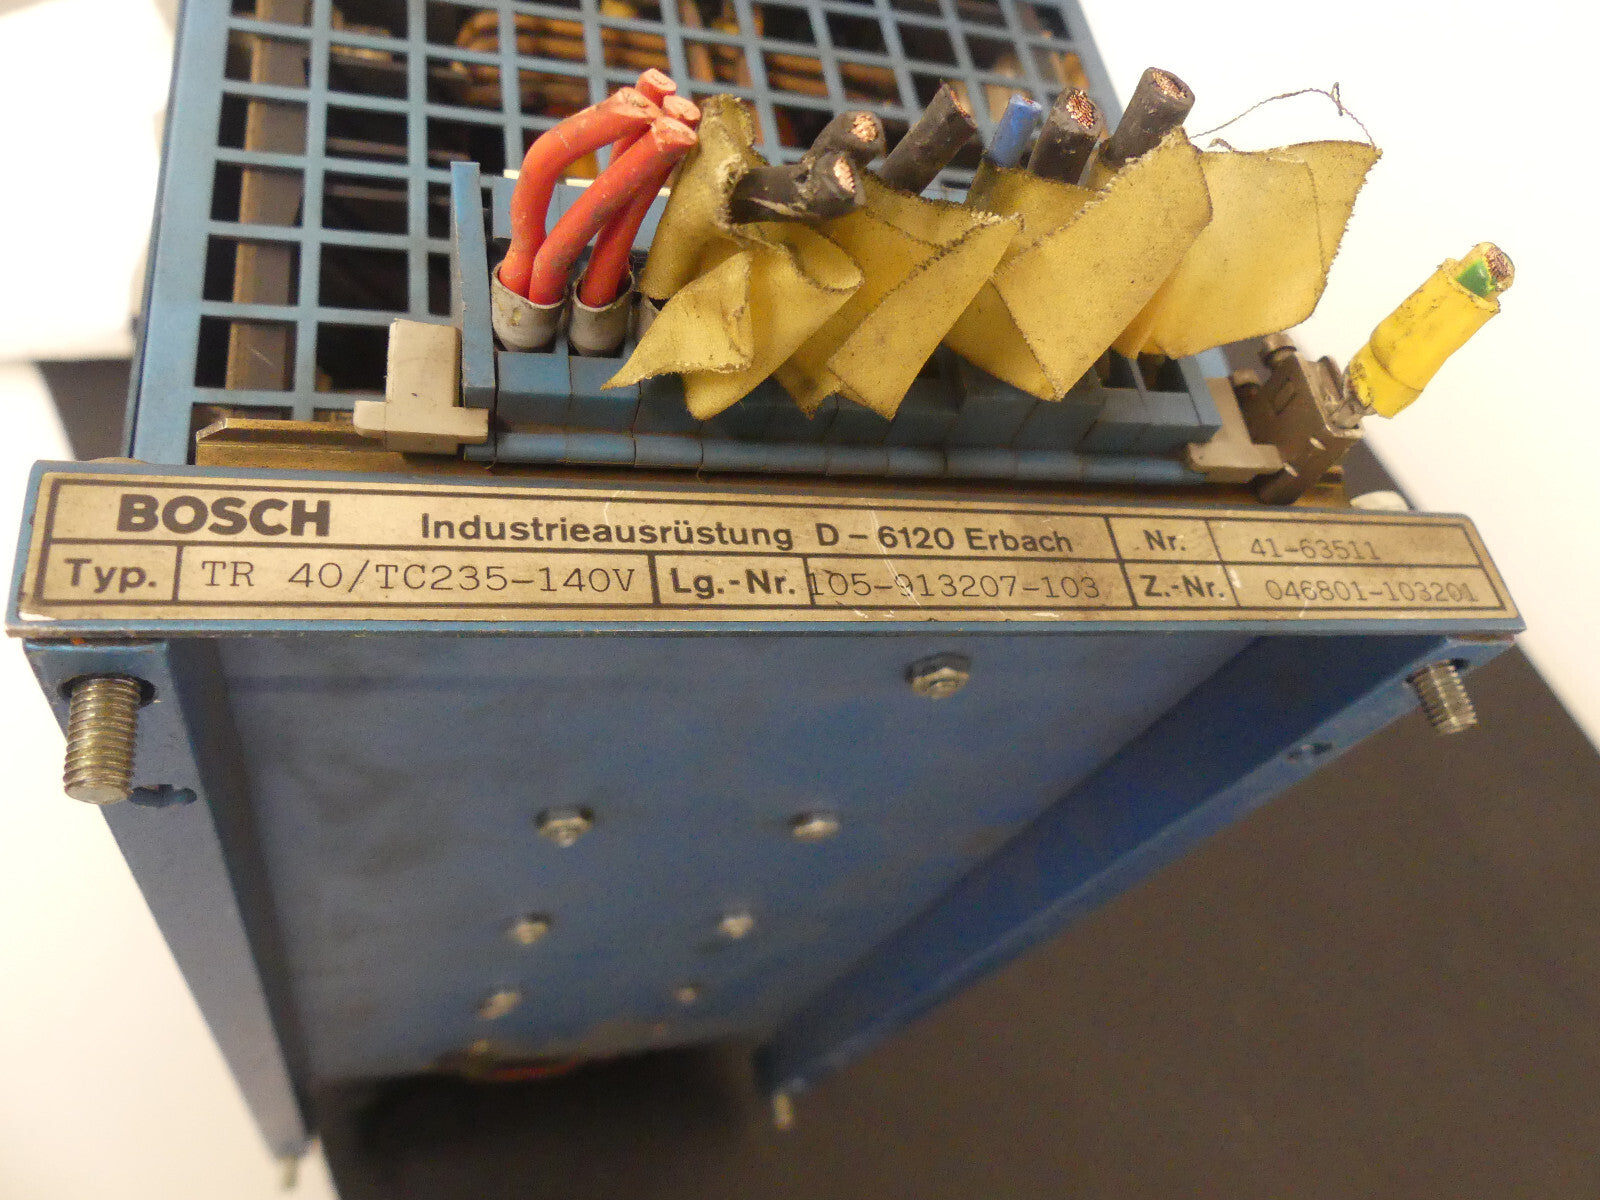 BOSCH Industrieausrüstung D-6120 Erbach Nr. 41-63511
Typ. TR 40/TC235-140V Lg.-Nr. 105-913207-103 Z.-Nr. 046801-103201